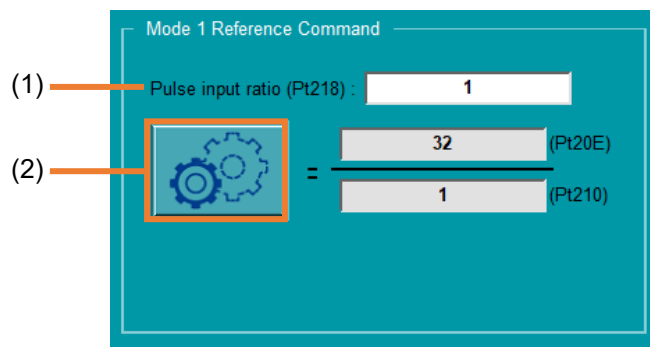 Mode 1 Reference Command
(1)
Pulse input ratio (Pt218) : 1
32 (Pt20E)
(2)
=
1 (Pt210)